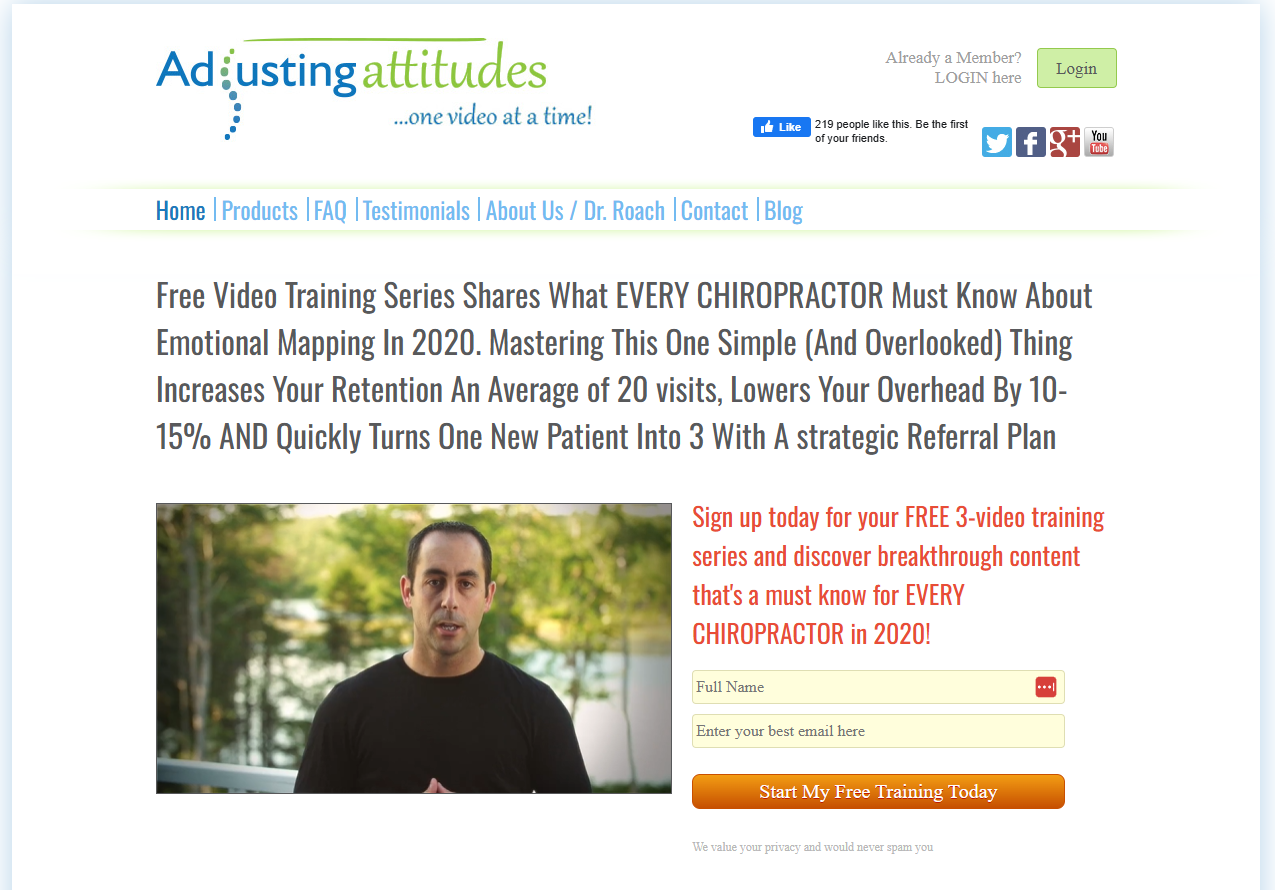 Adjusting attitudes
...one video at a time!
Already a Member?
LOGIN here
Login
Like
219 people like this. Be the first
of your friends.
f
g+
You
Tube
Home
Products
FAQ
Testimonials
About Us / Dr. Roach
Contact
Blog
Free Video Training Series Shares What EVERY CHIROPRACTOR Must Know About
Emotional Mapping In 2020. Mastering This One Simple (And Overlooked) Thing
Increases Your Retention An Average of 20 visits, Lowers Your Overhead By 10-
15% AND Quickly Turns One New Patient Into 3 With A strategic Referral Plan
Sign up today for your FREE 3-video training
series and discover breakthrough content
that's a must know for EVERY
CHIROPRACTOR in 2020!
Full Name
Enter your best email here
Start My Free Training Today
We value your privacy and would never spam you